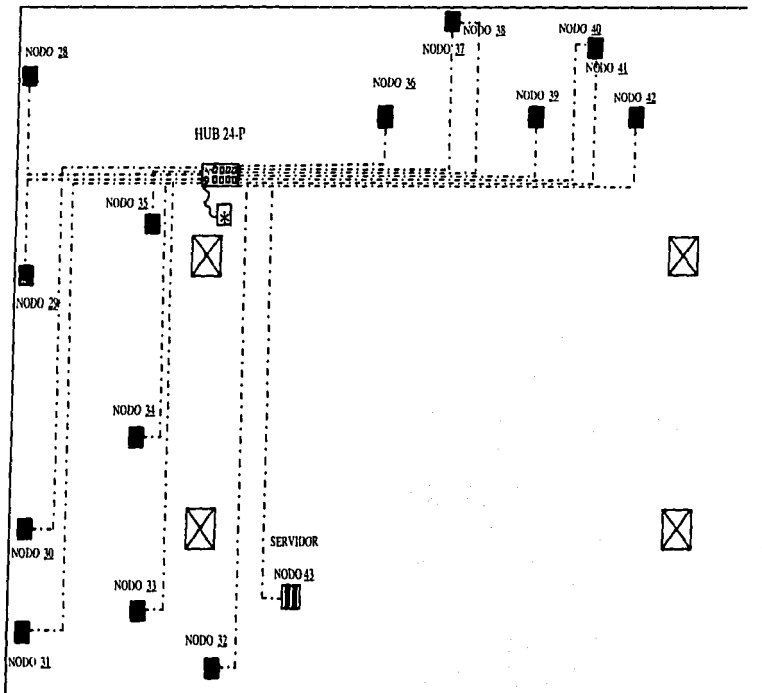 NODO 38
NODO 40
NODO 28
NODO 37
NODO 41
NODO 36
NODO 39
NODO 42
HUB 24-P
NODO 35
NODO 29
NODO 34
SERVIDOR
NODO 30
NODO 43
NODO 33
NODO 32
NODO 31